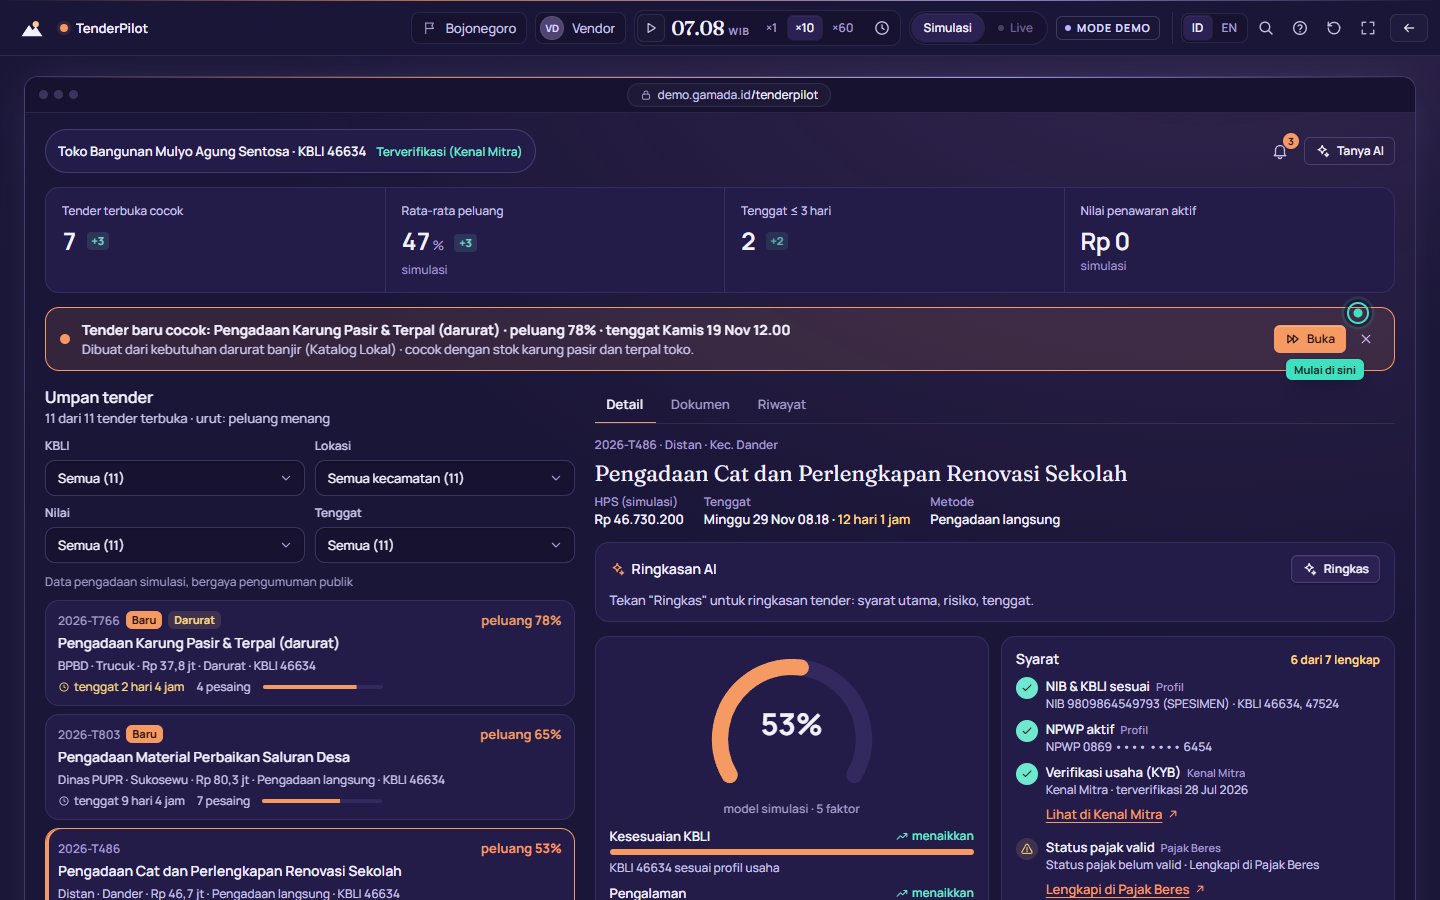 TenderPilot
Bojonegoro
VD Vendor
07.08 WIB
×1 ×10 ×60
Simulasi
Live
MODE DEMO
ID EN
demo.gamada.id/tenderpilot
Toko Bangunan Mulyo Agung Sentosa · KBLI 46634 Terverifikasi (Kenal Mitra)
3
Tanya AI
Tender terbuka cocok
7 +3
Rata-rata peluang
47 % +3
simulasi
Tenggat ≤ 3 hari
2 +2
Nilai penawaran aktif
Rp 0
simulasi
Tender baru cocok: Pengadaan Karung Pasir & Terpal (darurat) · peluang 78% · tenggat Kamis 19 Nov 12.00
Dibuat dari kebutuhan darurat banjir (Katalog Lokal) · cocok dengan stok karung pasir dan terpal toko.
Buka
Mulai di sini
Umpan tender
11 dari 11 tender terbuka · urut: peluang menang
KBLI
Semua (11)
Lokasi
Semua kecamatan (11)
Nilai
Semua (11)
Tenggat
Semua (11)
Data pengadaan simulasi, bergaya pengumuman publik
2026-T766 Baru Darurat peluang 78%
Pengadaan Karung Pasir & Terpal (darurat)
BPBD · Trucuk · Rp 37,8 jt · Darurat · KBLI 46634
tenggat 2 hari 4 jam 4 pesaing
2026-T803 Baru peluang 65%
Pengadaan Material Perbaikan Saluran Desa
Dinas PUPR · Sukosewu · Rp 80,3 jt · Pengadaan langsung · KBLI 46634
tenggat 9 hari 4 jam 7 pesaing
2026-T486 peluang 53%
Pengadaan Cat dan Perlengkapan Renovasi Sekolah
Distan · Dander · Rp 46,7 jt · Pengadaan langsung · KBLI 46634
Detail Dokumen Riwayat
2026-T486 · Distan · Kec. Dander
Pengadaan Cat dan Perlengkapan Renovasi Sekolah
HPS (simulasi)
Rp 46.730.200
Tenggat
Minggu 29 Nov 08.18 · 12 hari 1 jam
Metode
Pengadaan langsung
Ringkasan AI
Ringkas
Tekan "Ringkas" untuk ringkasan tender: syarat utama, risiko, tenggat.
53%
model simulasi · 5 faktor
Kesesuaian KBLI menaikkan
KBLI 46634 sesuai profil usaha
Pengalaman menaikkan
Syarat 6 dari 7 lengkap
NIB & KBLI sesuai Profil
NIB 9809864549793 (SPESIMEN) · KBLI 46634, 47524
NPWP aktif Profil
NPWP 0869 •••• •••• 6454
Verifikasi usaha (KYB) Kenal Mitra
Kenal Mitra · terverifikasi 28 Jul 2026
Lihat di Kenal Mitra ↗
Status pajak valid Pajak Beres
Status pajak belum valid · Lengkapi di Pajak Beres
Lengkapi di Pajak Beres ↗